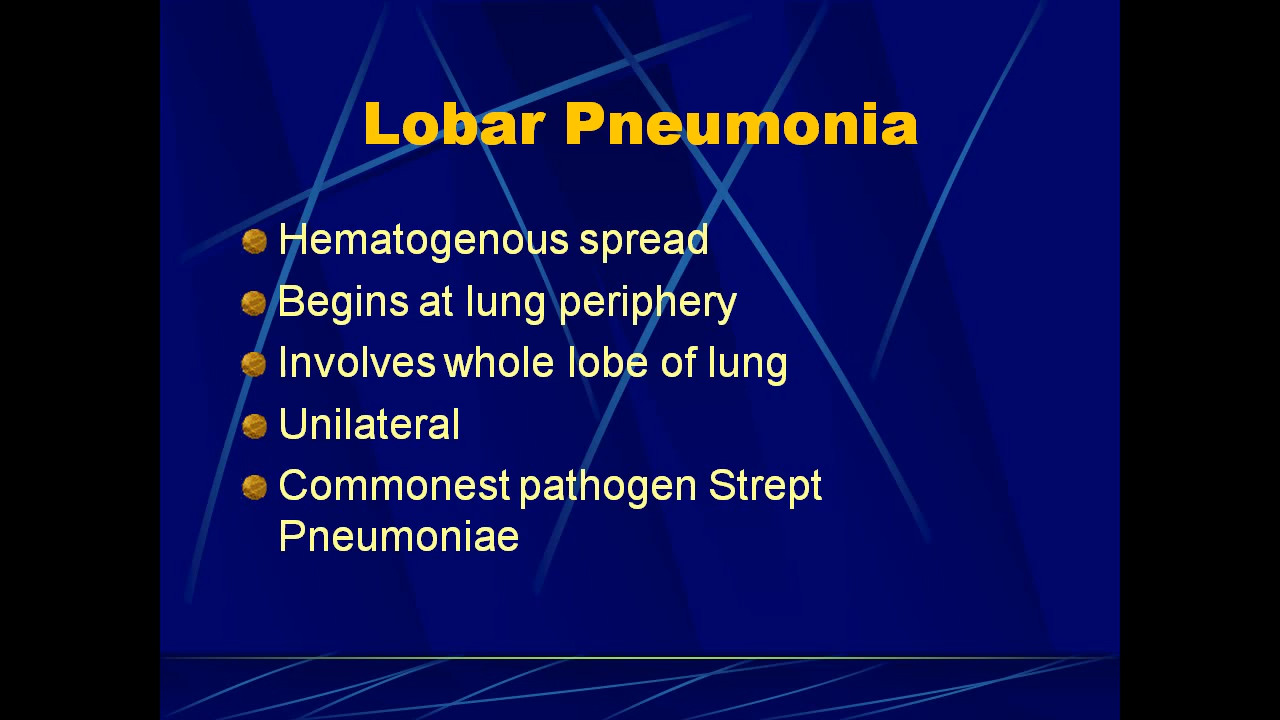 Lobar Pneumonia
Hematogenous spread
Begins at lung periphery
Involves whole lobe of lung
Unilateral
Commonest pathogen Strept
Pneumoniae